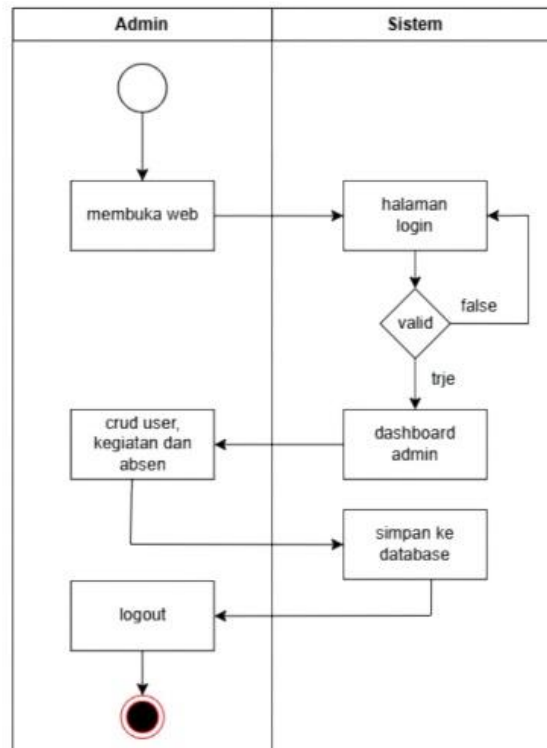 Admin
Sistem
membuka web
halaman
login
valid
false
trje
crud user,
kegiatan dan
absen
dashboard
admin
simpan ke
database
logout